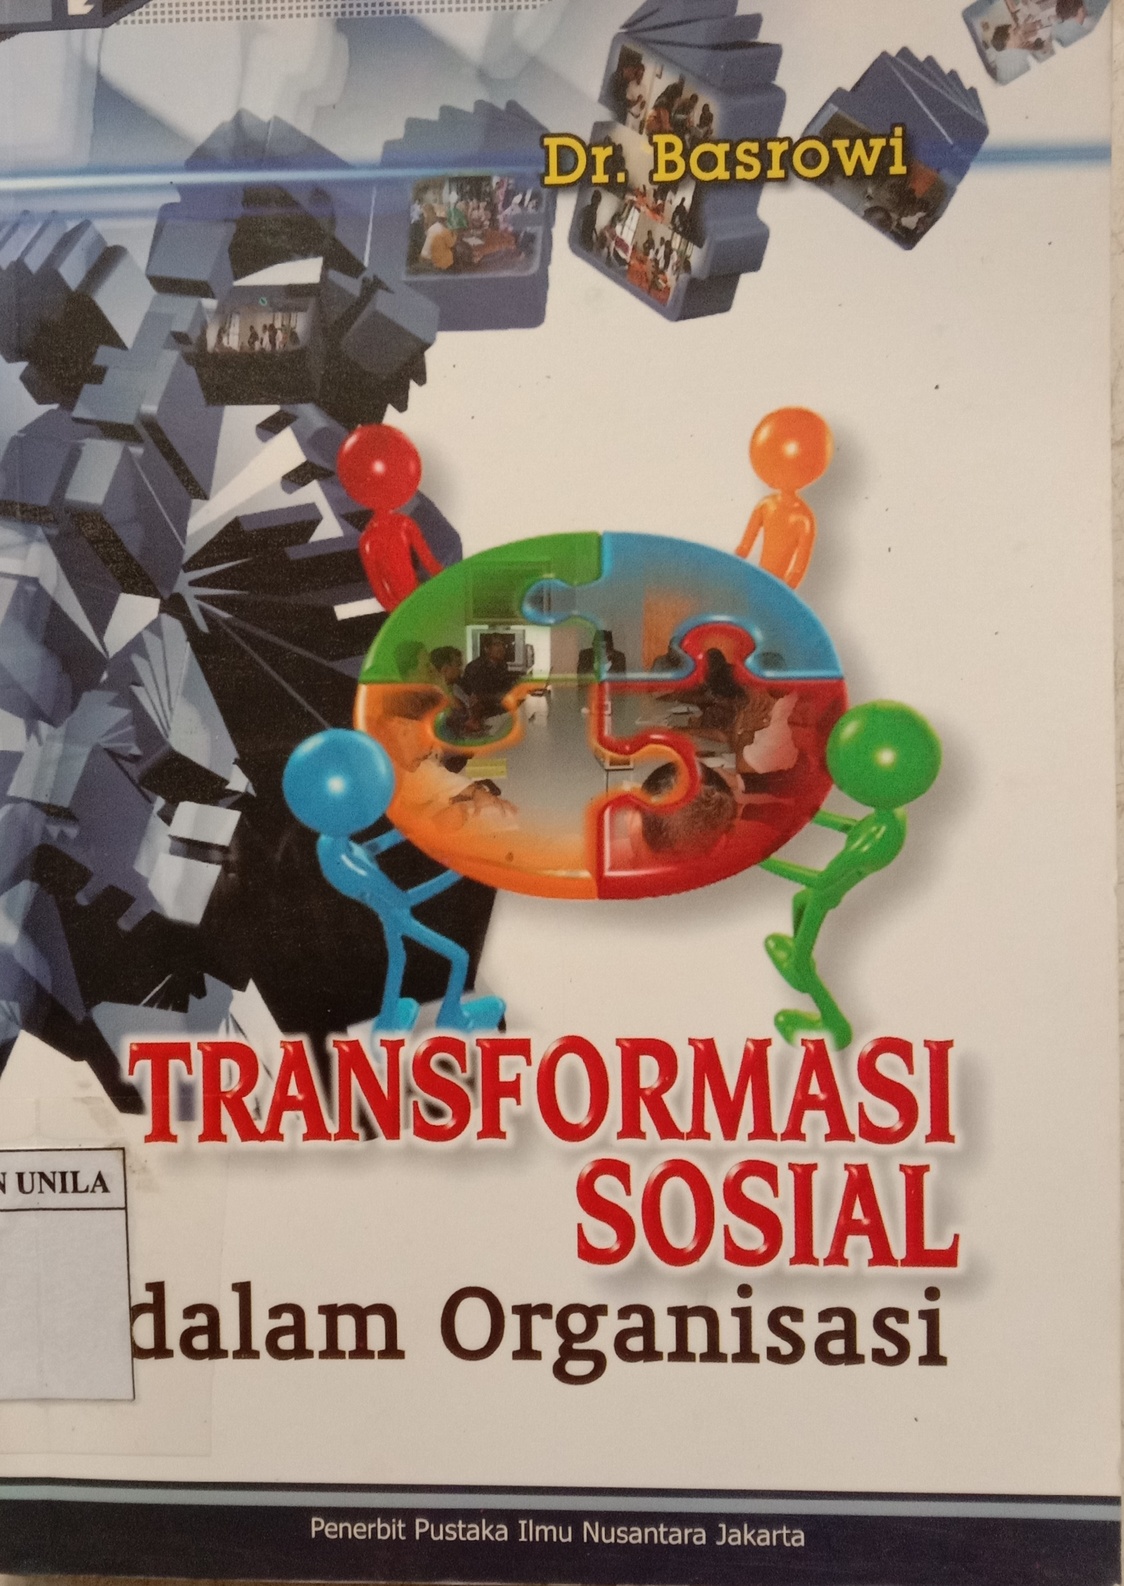 Dr. Basrowi
TRANSFORMASI
SOSIAL
dalam Organisasi
N UNILA
Penerbit Pustaka Ilmu Nusantara Jakarta